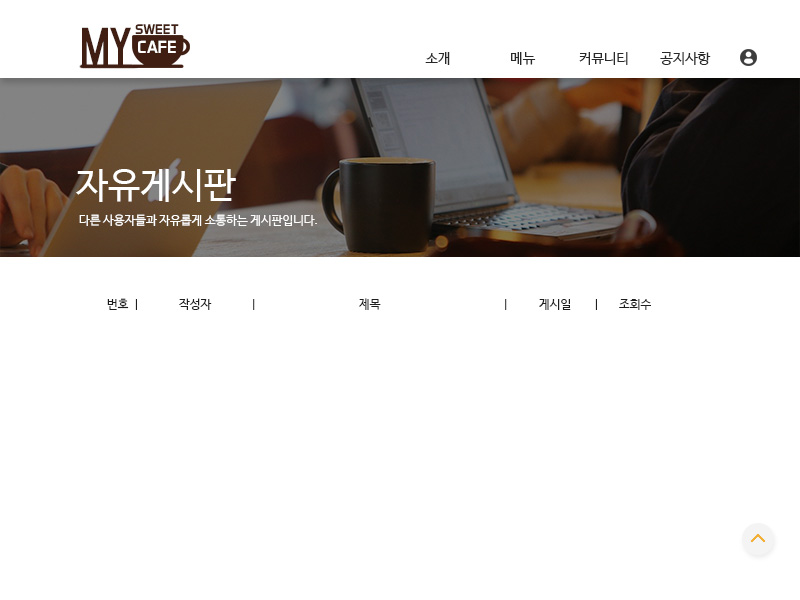 MY SWEET CAFE
소개 메뉴 커뮤니티 공지사항
자유게시판
다른 사용자들과 자유롭게 소통하는 게시판입니다.
번호 | 작성자 | 제목 | 게시일 | 조회수